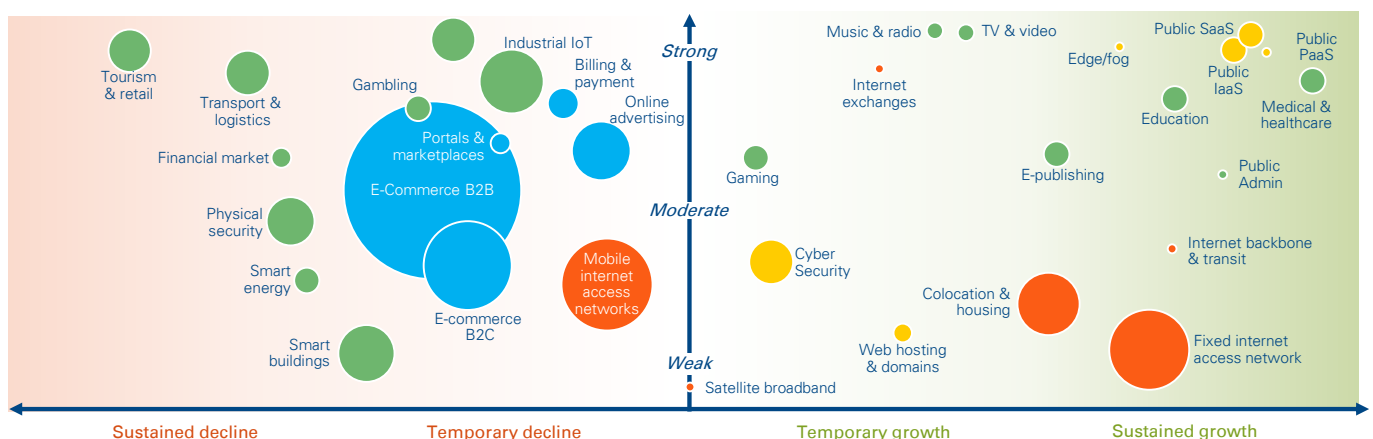 Tourism
& retail
Transport &
logistics
Financial market
Physical
security
Smart
energy
Smart
buildings
Gambling
Industrial IoT
Billing &
payment
Online
advertising
Portals &
marketplaces
E-Commerce B2B
E-commerce
B2C
Mobile
internet
access
networks
Strong
Moderate
Weak
Satellite broadband
Music & radio
TV & video
Internet
exchanges
Gaming
Cyber
Security
Web hosting
& domains
Colocation &
housing
E-publishing
Edge/fog
Public SaaS
Public
IaaS
Public
PaaS
Education
Medical &
healthcare
Public
Admin
Internet backbone
& transit
Fixed internet
access network
Sustained decline
Temporary decline
Temporary growth
Sustained growth